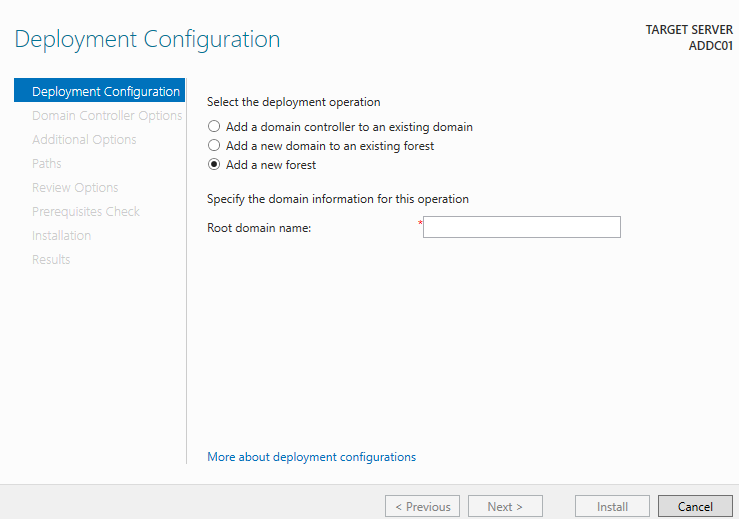 Deployment Configuration
TARGET SERVER
ADDC01
Deployment Configuration
Domain Controller Options
Additional Options
Paths
Review Options
Prerequisites Check
Installation
Results
Select the deployment operation
Add a domain controller to an existing domain
Add a new domain to an existing forest
Add a new forest
Specify the domain information for this operation
Root domain name: *
More about deployment configurations
< Previous Next > Install Cancel